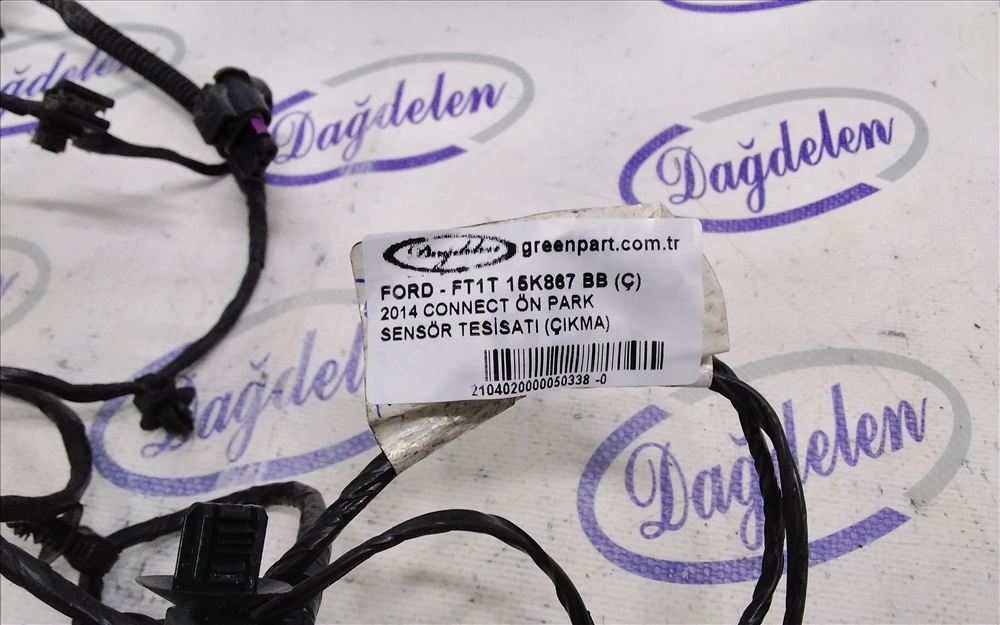 Dağdelen
Dağdelen
Dağdelen greenpart.com.tr
FORD - FT1T 15K867 BB (Ç)
2014 CONNECT ÖN PARK
SENSÖR TESİSATI (ÇIKMA)
2104020000050338 -0
Dağdelen
Dağdelen